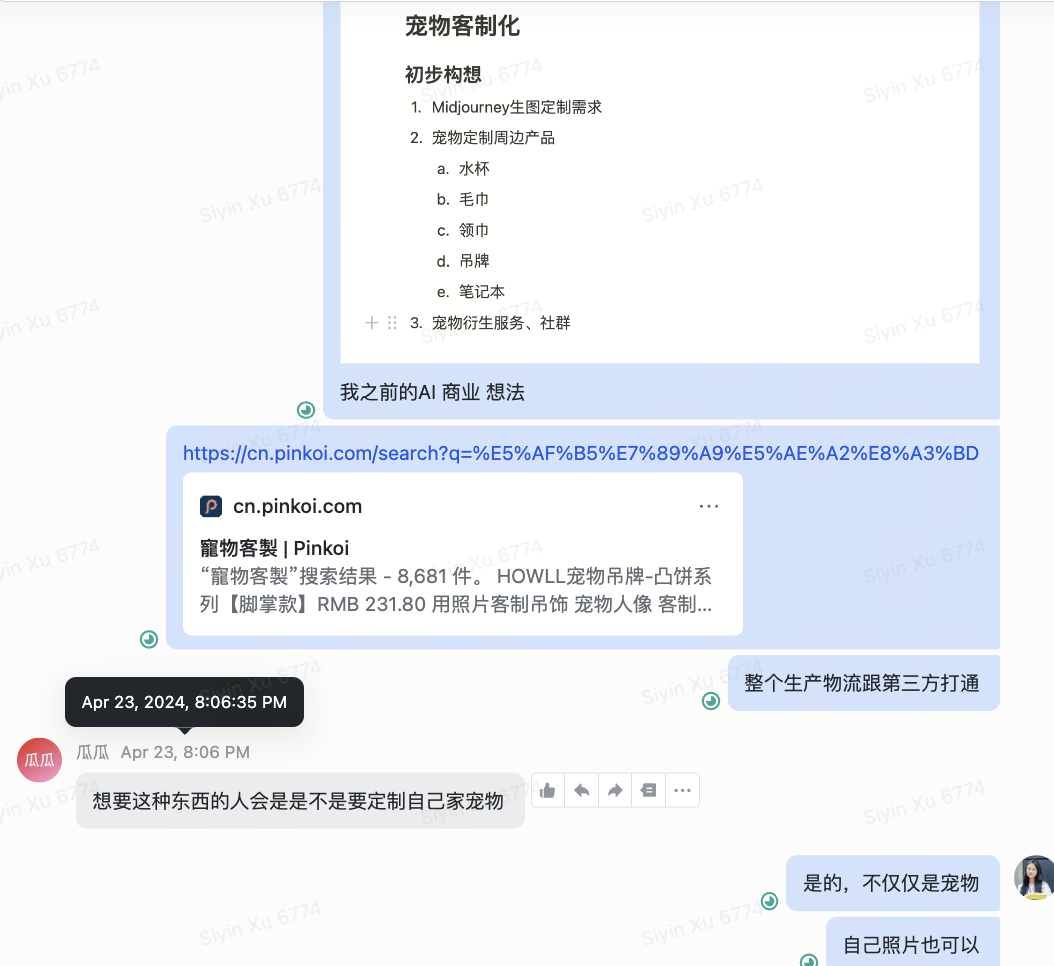 宠物客制化
初步构想
1. Midjourney生图定制需求
2. 宠物定制周边产品
a. 水杯
b. 毛巾
c. 领巾
d. 吊牌
e. 笔记本
3. 宠物衍生服务、社群
我之前的AI 商业 想法
https://cn.pinkoi.com/search?q=%E5%AF%B5%E7%89%A9%E5%AE%A2%E8%A3%BD
cn.pinkoi.com
寵物客製 | Pinkoi
“寵物客製”搜索结果 - 8,681 件。 HOWLL宠物吊牌-凸饼系
列【脚掌款】RMB 231.80 用照片客制吊饰 宠物人像 客制...
整个生产物流跟第三方打通
Apr 23, 2024, 8:06:35 PM
瓜瓜
瓜瓜 Apr 23, 8:06 PM
想要这种东西的人会是是不是要定制自己家宠物
是的，不仅仅是宠物
自己照片也可以
Siyin Xu 6774